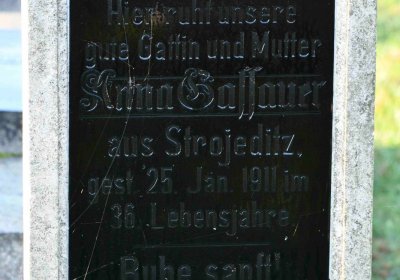 Hier ruht unsere
gute Gattin und Mutter
Anna Gassauer
aus Strojeditz,
gest. 25. Jän. 1911 im
36. Lebensjahre
Ruhe sanft!